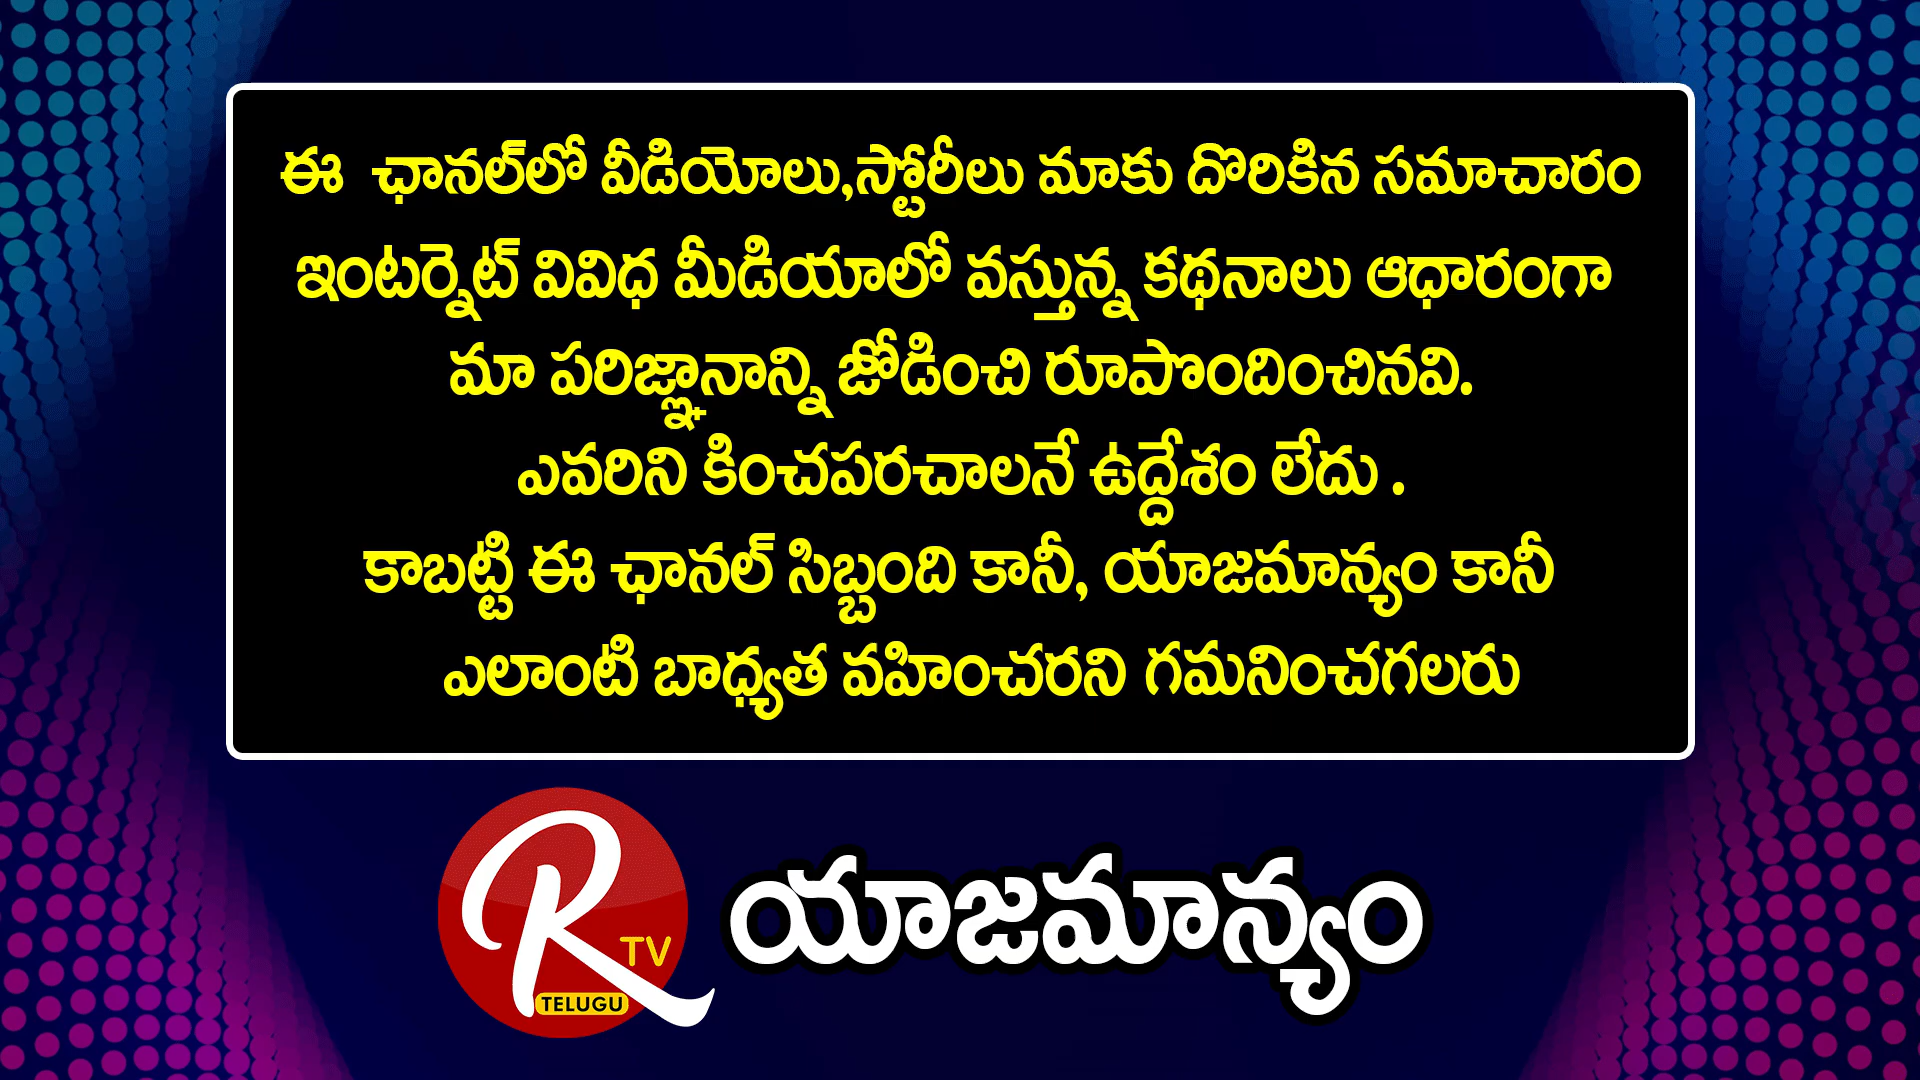 ఈ ఛానల్‌లో వీడియోలు,స్టోరీలు మాకు దొరికిన సమాచారం
ఇంటర్నెట్ వివిధ మీడియాలో వస్తున్న కథనాలు ఆధారంగా
మా పరిజ్ఞానాన్ని జోడించి రూపొందించినవి.
ఎవరిని కించపరచాలనే ఉద్దేశం లేదు .
కాబట్టి ఈ ఛానల్ సిబ్బంది కానీ, యాజమాన్యం కానీ
ఎలాంటి బాధ్యత వహించరని గమనించగలరు
R TV
TELUGU
యాజమాన్యం